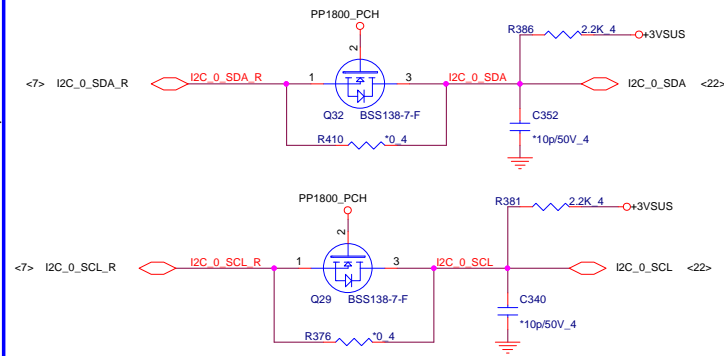 PP1800_PCH
R386 2.2K_4
+3VSUS
2
<7> I2C_0_SDA_R I2C_0_SDA_R 1 3 I2C_0_SDA I2C_0_SDA <22>
Q32 BSS138-7-F
C352
R410 *0_4
*10p/50V_4
PP1800_PCH
R381 2.2K_4
+3VSUS
2
<7> I2C_0_SCL_R I2C_0_SCL_R 1 3 I2C_0_SCL I2C_0_SCL <22>
Q29 BSS138-7-F
C340
R376 *0_4
*10p/50V_4